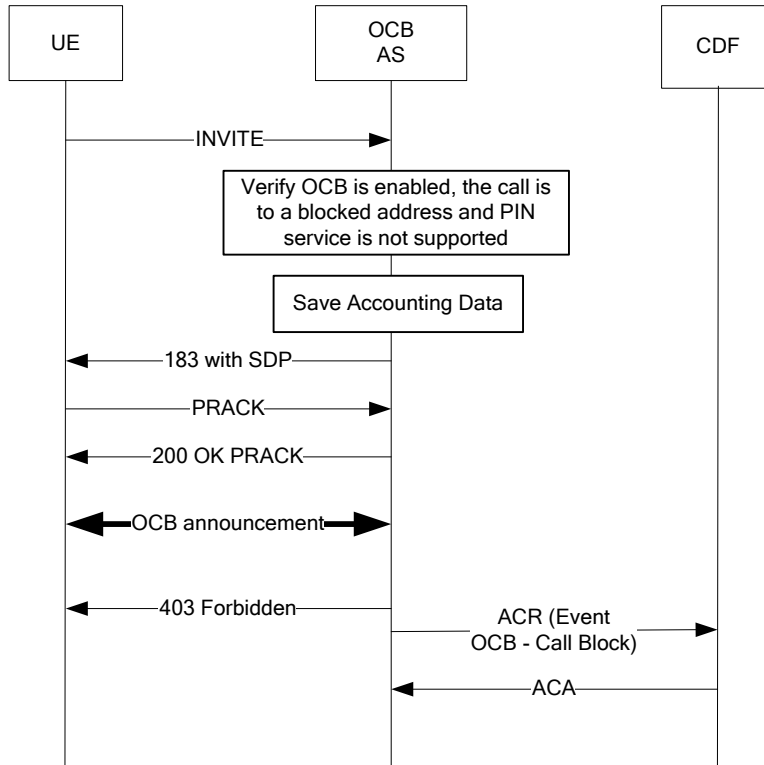 UE
OCB
AS
CDF
INVITE
Verify OCB is enabled, the call is
to a blocked address and PIN
service is not supported
Save Accounting Data
183 with SDP
PRACK
200 OK PRACK
OCB announcement
403 Forbidden
ACR (Event
OCB - Call Block)
ACA